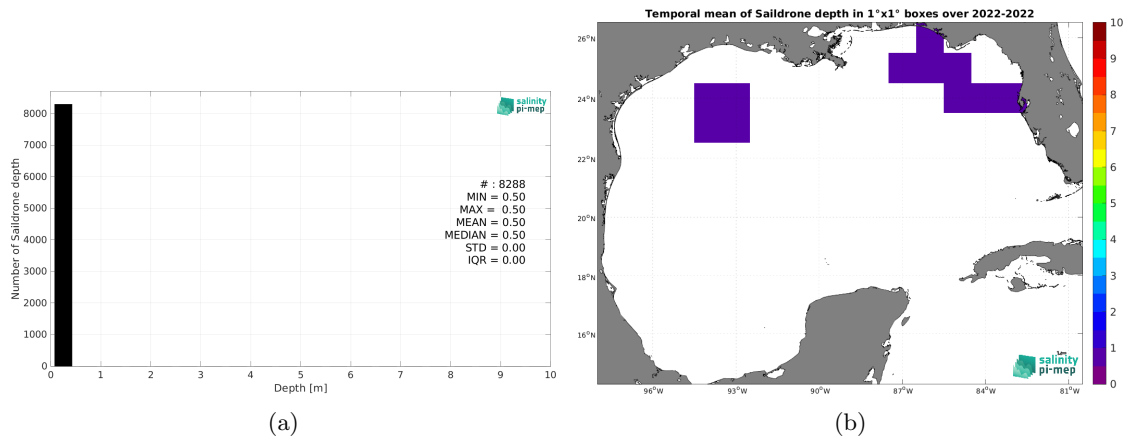 Number of Saildrone depth
8000
7000
6000
5000
4000
3000
2000
1000
0
salinity
pi-mep
# : 8288
MIN = 0.50
MAX = 0.50
MEAN = 0.50
MEDIAN = 0.50
STD = 0.00
IQR = 0.00
0 1 2 3 4 5 6 7 8 9 10
Depth [m]
(a)
Temporal mean of Saildrone depth in 1°x1° boxes over 2022-2022
26°N
24°N
22°N
20°N
18°N
16°N
96°W 93°W 90°W 87°W 84°W 81°W
salinity
pi-mep
10
9
8
7
6
5
4
3
2
1
0
(b)